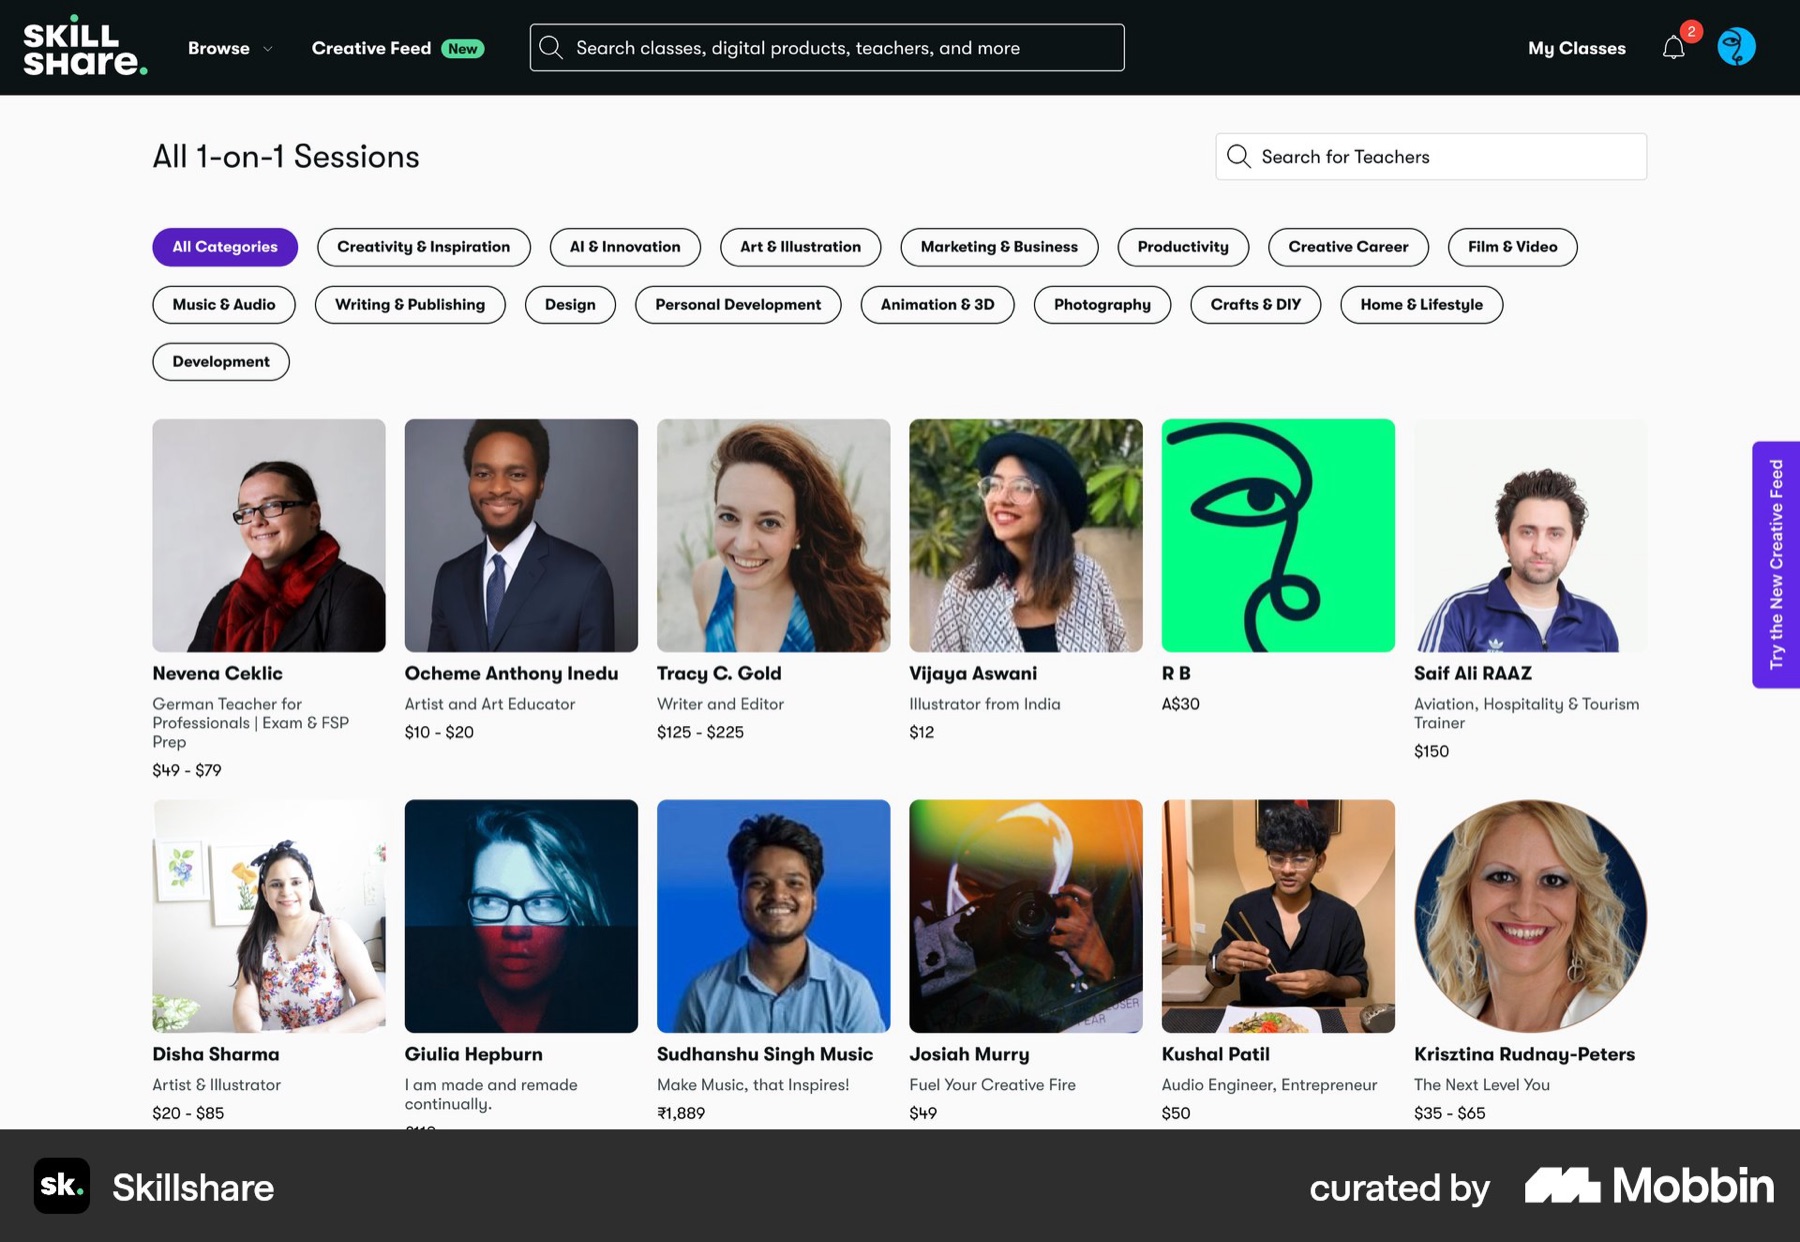 SKILL
SHare.
Browse
Creative Feed New
Search classes, digital products, teachers, and more
My Classes
2
All 1-on-1 Sessions
Search for Teachers
All Categories
Creativity & Inspiration
AI & Innovation
Art & Illustration
Marketing & Business
Productivity
Creative Career
Film & Video
Music & Audio
Writing & Publishing
Design
Personal Development
Animation & 3D
Photography
Crafts & DIY
Home & Lifestyle
Development
Try the New Creative Feed
Nevena Ceklic
German Teacher for
Professionals | Exam & FSP
Prep
$49 - $79
Ocheme Anthony Inedu
Artist and Art Educator
$10 - $20
Tracy C. Gold
Writer and Editor
$125 - $225
Vijaya Aswani
Illustrator from India
$12
R B
A$30
Saif Ali RAAZ
Aviation, Hospitality & Tourism
Trainer
$150
Disha Sharma
Artist & Illustrator
$20 - $85
Giulia Hepburn
I am made and remade
continually.
Sudhanshu Singh Music
Make Music, that Inspires!
₹1,889
Josiah Murry
Fuel Your Creative Fire
$49
Kushal Patil
Audio Engineer, Entrepreneur
$50
Krisztina Rudnay-Peters
The Next Level You
$35 - $65
sk.
Skillshare
curated by
Mobbin